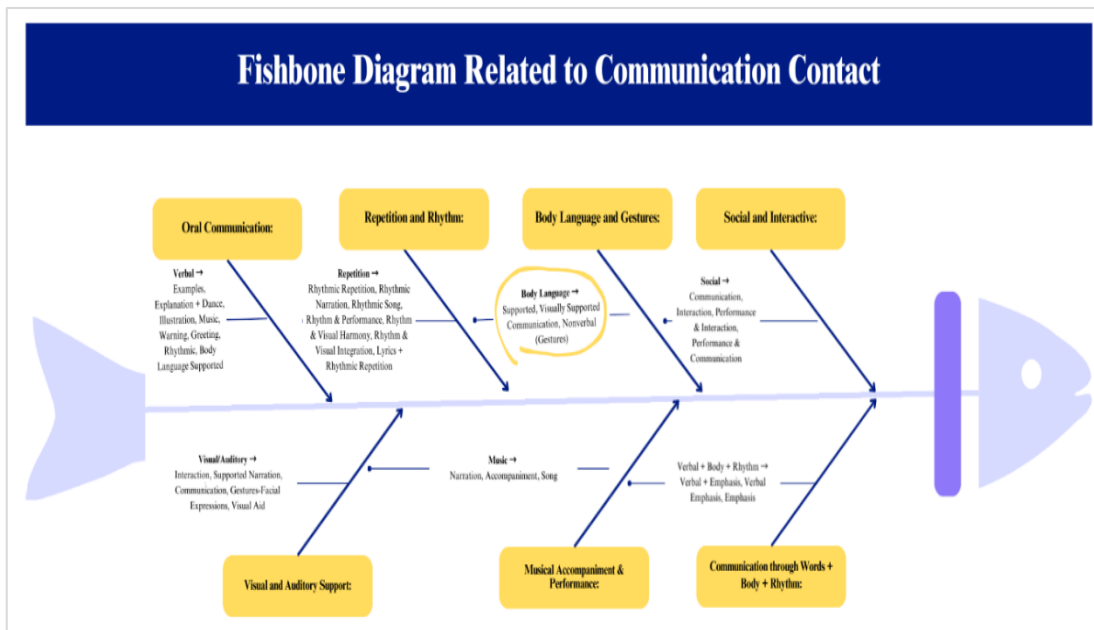 Fishbone Diagram Related to Communication Contact
Oral Communication:
Repetition and Rhythm:
Body Language and Gestures:
Social and Interactive:
Verbal →
Examples,
Explanation + Dance,
Illustration, Music,
Warning, Greeting,
Rhythmic, Body
Language Supported
Repetition →
Rhythmic Repetition, Rhythmic
Narration, Rhythmic Song,
Rhythm & Performance, Rhythm
& Visual Harmony, Rhythm &
Visual Integration, Lyrics +
Rhythmic Repetition
Body Language →
Supported, Visually Supported
Communication, Nonverbal
(Gestures)
Social →
Communication,
Interaction, Performance
& Interaction,
Performance &
Communication
Visual/Auditory →
Interaction, Supported Narration,
Communication, Gestures-Facial
Expressions, Visual Aid
Music →
Narration, Accompaniment, Song
Verbal + Body + Rhythm →
Verbal + Emphasis, Verbal
Emphasis, Emphasis
Visual and Auditory Support:
Musical Accompaniment &
Performance:
Communication through Words +
Body + Rhythm: